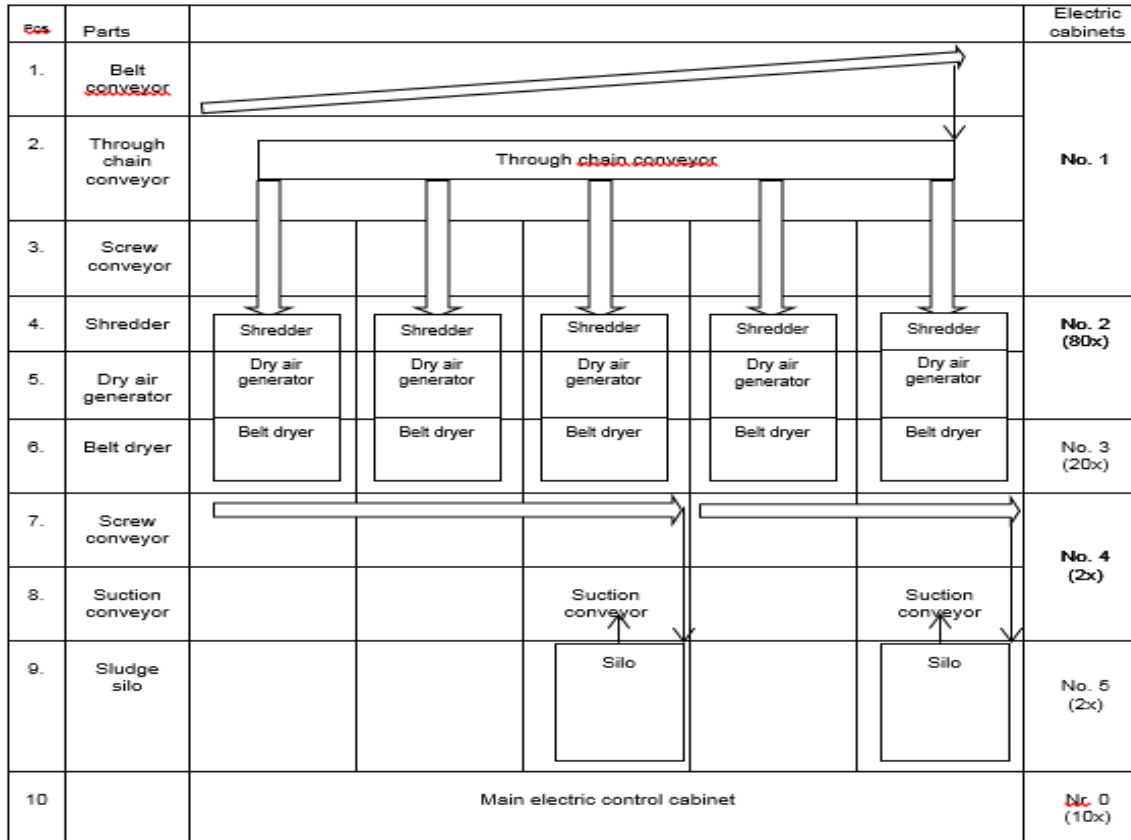 Pos Parts Electric cabinets
1. Belt conveyor
2. Through chain conveyor Through chain conveyor No. 1
3. Screw conveyor
4. Shredder Shredder Shredder Shredder Shredder Shredder No. 2 (80x)
5. Dry air generator Dry air generator Dry air generator Dry air generator Dry air generator Dry air generator
6. Belt dryer Belt dryer Belt dryer Belt dryer Belt dryer Belt dryer No. 3 (20x)
7. Screw conveyor No. 4 (2x)
8. Suction conveyor Suction conveyor Suction conveyor
9. Sludge silo Silo Silo No. 5 (2x)
10 Main electric control cabinet Nr. 0 (10x)